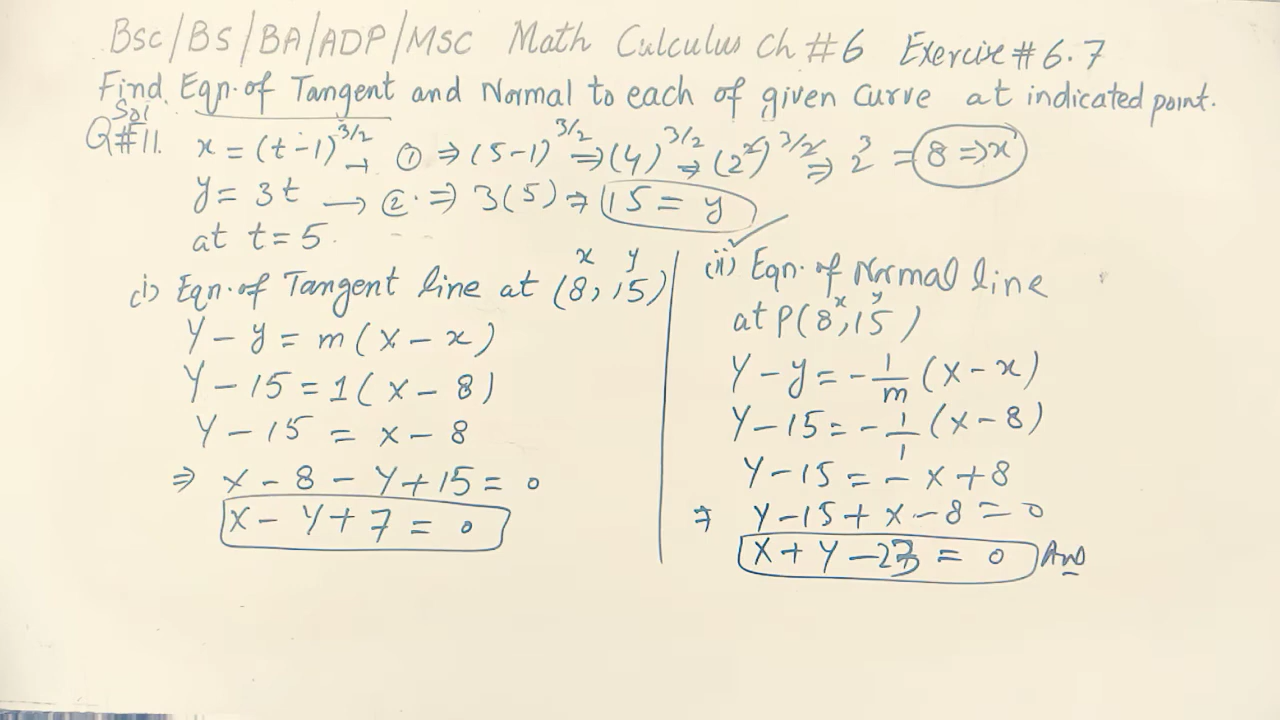 Bsc/BS/BA/ADP/MSC Math Calculus Ch #6 Exercise #6.7
Find Eqn. of Tangent and Normal to each of given curve at indicated point.
Sol
Q#11. x = (t-1)^3/2 → ① ⇒ (5-1)^3/2 ⇒ (4)^3/2 ⇒ (2²)^3/2 ⇒ 2³ = 8 ⇒ x
y = 3t → ②. ⇒ 3(5) ⇒ 15 = y
at t = 5.
x y
(i) Eqn. of Tangent line at (8, 15)
Y - y = m(x - x)
Y - 15 = 1(x - 8)
Y - 15 = x - 8
⇒ x - 8 - Y + 15 = 0
X - Y + 7 = 0
(ii) Eqn. of Normal line
x y
at P(8, 15)
Y - y = - 1/m (x - x)
Y - 15 = - 1/1 (x - 8)
Y - 15 = - x + 8
⇒ Y - 15 + x - 8 = 0
X + Y - 23 = 0 Ans